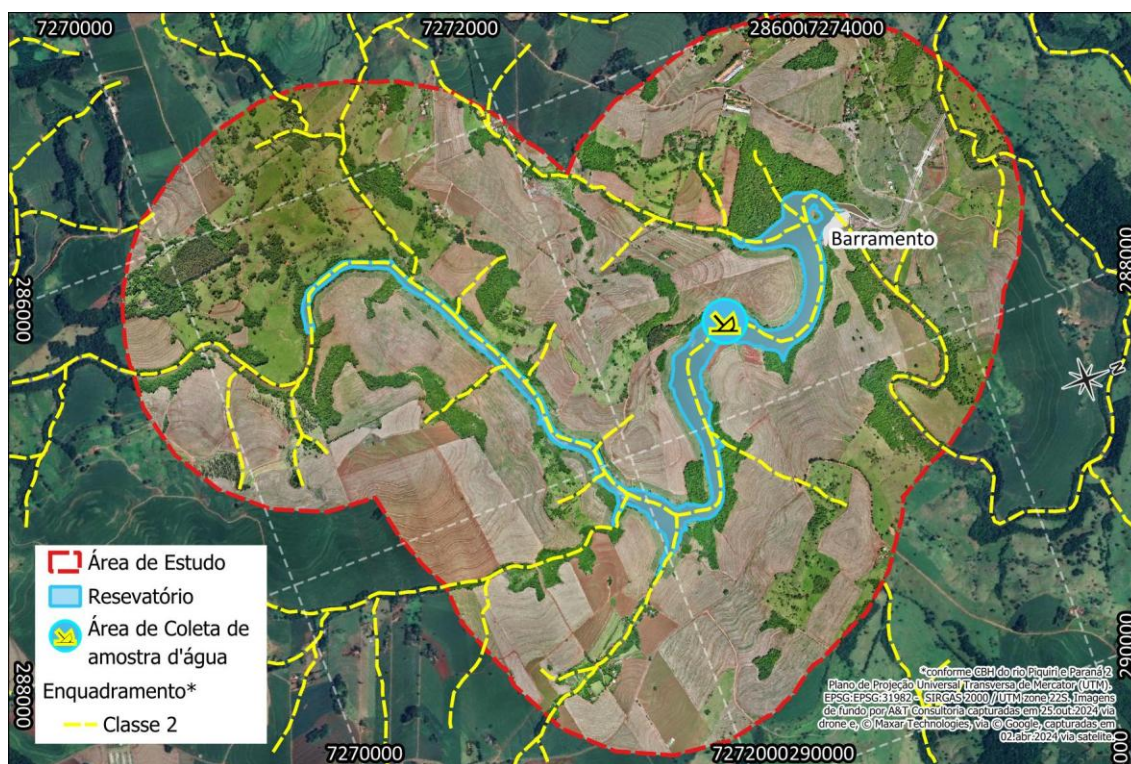 7270000
7272000
286000
7274000
Barramento
286000
288000
N
Área de Estudo
Resevatório
Área de Coleta de
amostra d'água
Enquadramento*
Classe 2
288000
290000
*conforme CBH do rio Piquiri e Paraná 2
Plano de Projeção Universal Transversa de Mercator (UTM).
EPSG:EPSG:31982 - SIRGAS 2000 / UTM zone 22S. Imagens
de fundo por A&T Consultoria capturadas em 25.out.2024 via
drone e, © Maxar Technologies, via © Google, capturadas em
02.abr.2024 via satelite.
7270000
7272000
290000
000